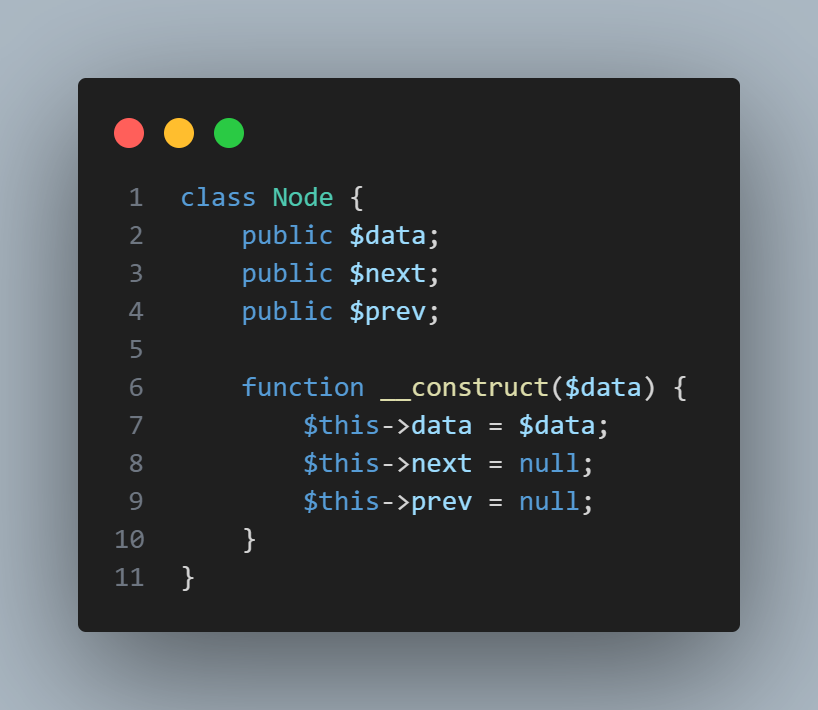 1 class Node {
2     public $data;
3     public $next;
4     public $prev;
5
6     function __construct($data) {
7         $this->data = $data;
8         $this->next = null;
9         $this->prev = null;
10     }
11 }